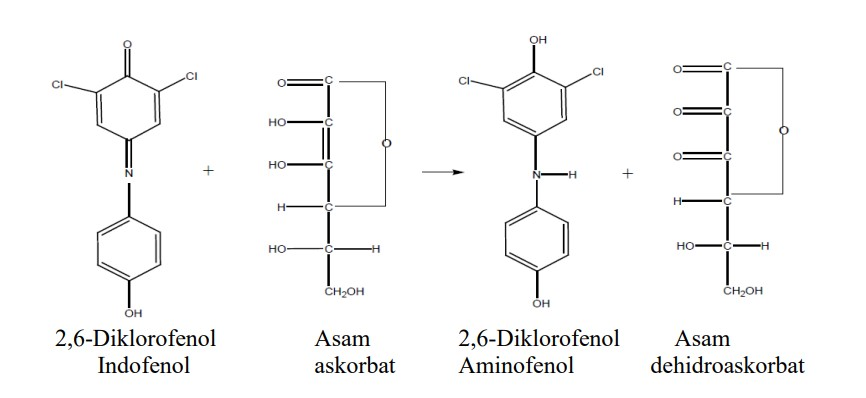 O
Cl
Cl
N
OH
+
O
C
HO
C
HO
C
O
H
C
HO
C
H
CH₂OH
OH
Cl
Cl
N
H
OH
+
O
C
O
C
O
C
O
H
C
HO
C
H
CH₂OH
2,6-Diklorofenol
Indofenol
Asam
askorbat
2,6-Diklorofenol
Aminofenol
Asam
dehidroaskorbat